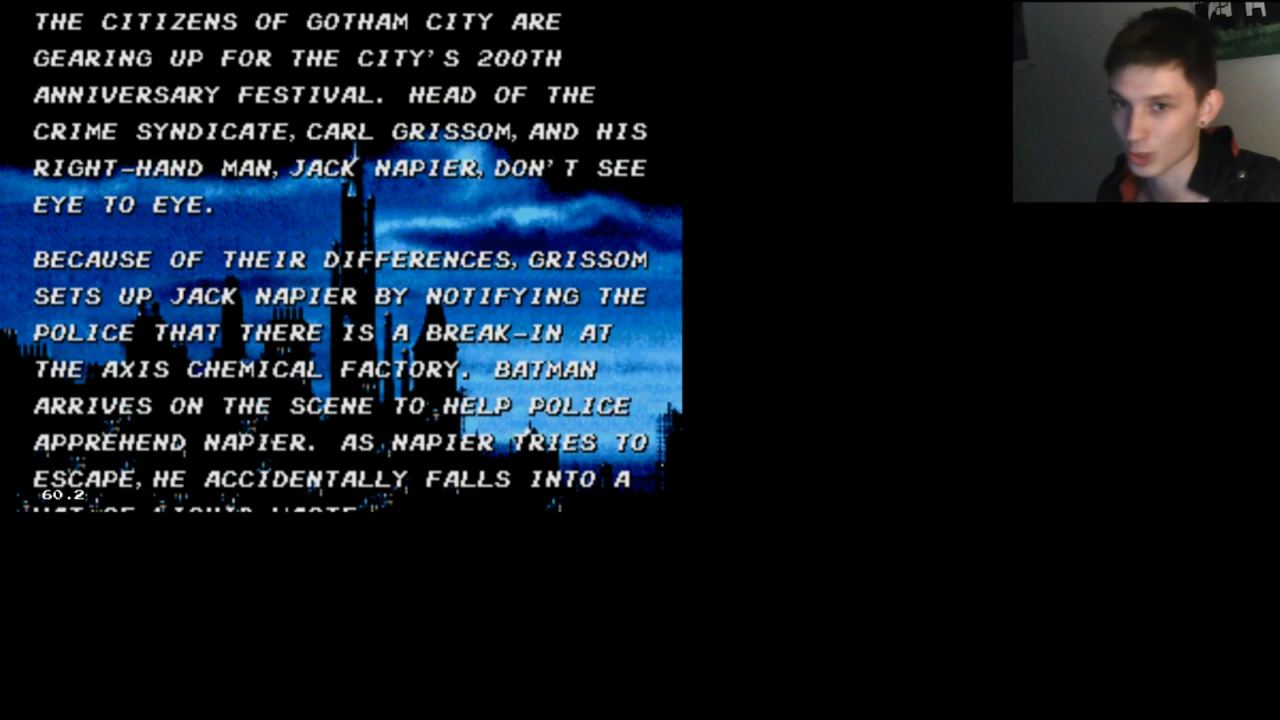 THE CITIZENS OF GOTHAM CITY ARE
GEARING UP FOR THE CITY'S 200TH
ANNIVERSARY FESTIVAL. HEAD OF THE
CRIME SYNDICATE, CARL GRISSOM, AND HIS
RIGHT-HAND MAN, JACK NAPIER, DON'T SEE
EYE TO EYE.
BECAUSE OF THEIR DIFFERENCES, GRISSOM
SETS UP JACK NAPIER BY NOTIFYING THE
POLICE THAT THERE IS A BREAK-IN AT
THE AXIS CHEMICAL FACTORY. BATMAN
ARRIVES ON THE SCENE TO HELP POLICE
APPREHEND NAPIER. AS NAPIER TRIES TO
ESCAPE, HE ACCIDENTALLY FALLS INTO A
60.2